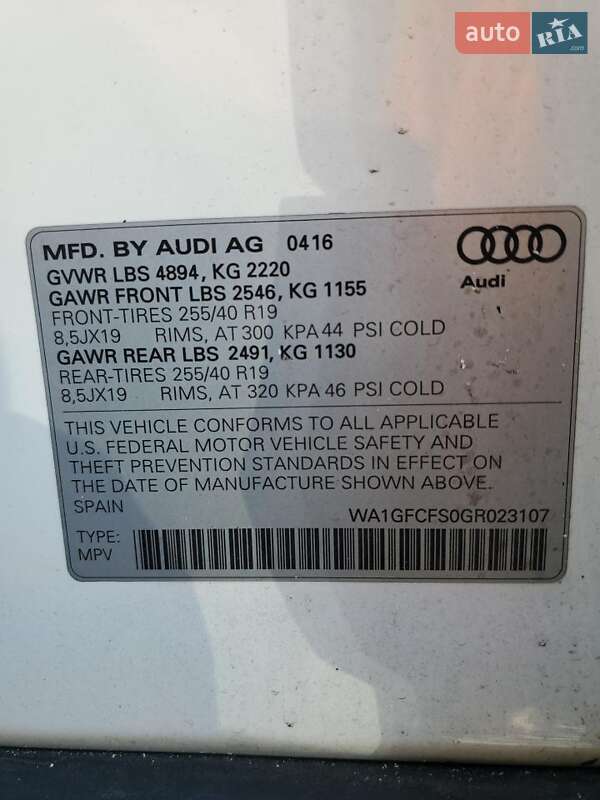 auto RIA .com
MFD. BY AUDI AG 0416
GVWR LBS 4894, KG 2220
GAWR FRONT LBS 2546, KG 1155
FRONT-TIRES 255/40 R19
8,5JX19 RIMS, AT 300 KPA 44 PSI COLD
GAWR REAR LBS 2491, KG 1130
REAR-TIRES 255/40 R19
8,5JX19 RIMS, AT 320 KPA 46 PSI COLD
Audi
THIS VEHICLE CONFORMS TO ALL APPLICABLE
U.S. FEDERAL MOTOR VEHICLE SAFETY AND
THEFT PREVENTION STANDARDS IN EFFECT ON
THE DATE OF MANUFACTURE SHOWN ABOVE.
SPAIN
WA1GFCFS0GR023107
TYPE:
MPV